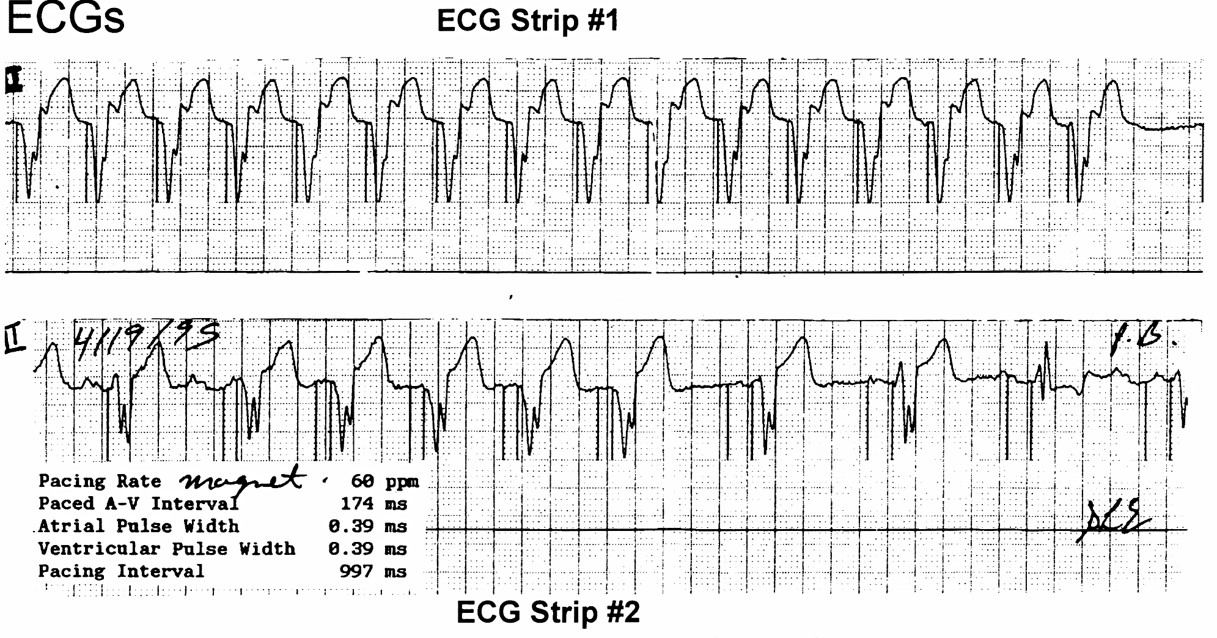 ECGs
ECG Strip #1
II
II
4/19/95
P.B.
Pacing Rate magnet . 60 ppm
Paced A-V Interval 174 ms
Atrial Pulse Width 0.39 ms
Ventricular Pulse Width 0.39 ms
Pacing Interval 997 ms
ECG Strip #2